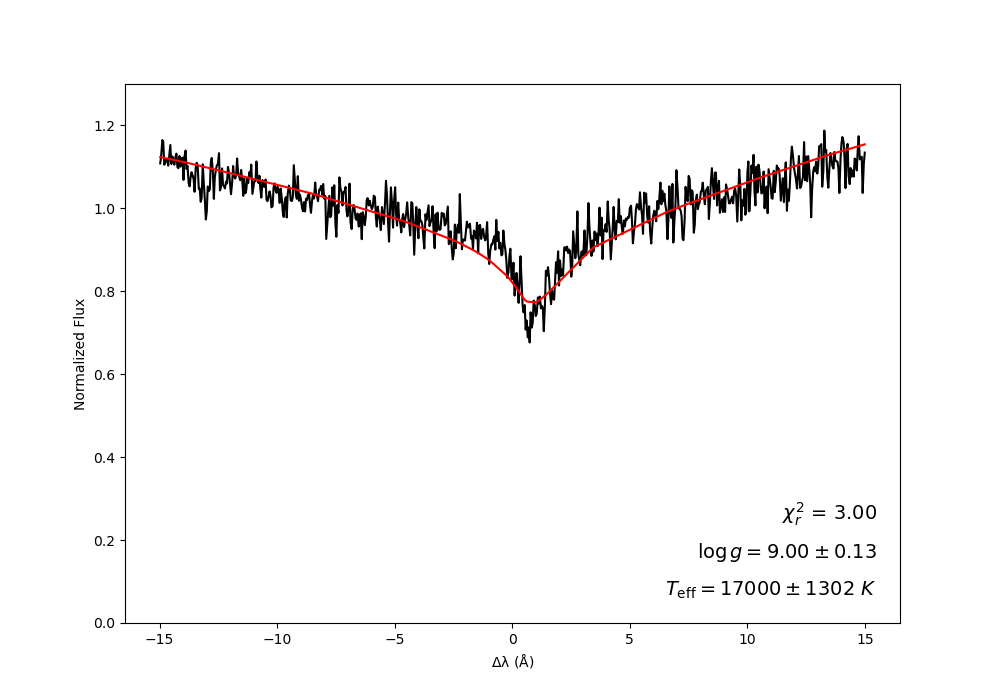 Normalized Flux
1.2
1.0
0.8
0.6
0.4
0.2
0.0
χ²ᵣ = 3.00
log g = 9.00 ± 0.13
T_eff = 17000 ± 1302 K
−15 −10 −5 0 5 10 15
Δλ (Å)